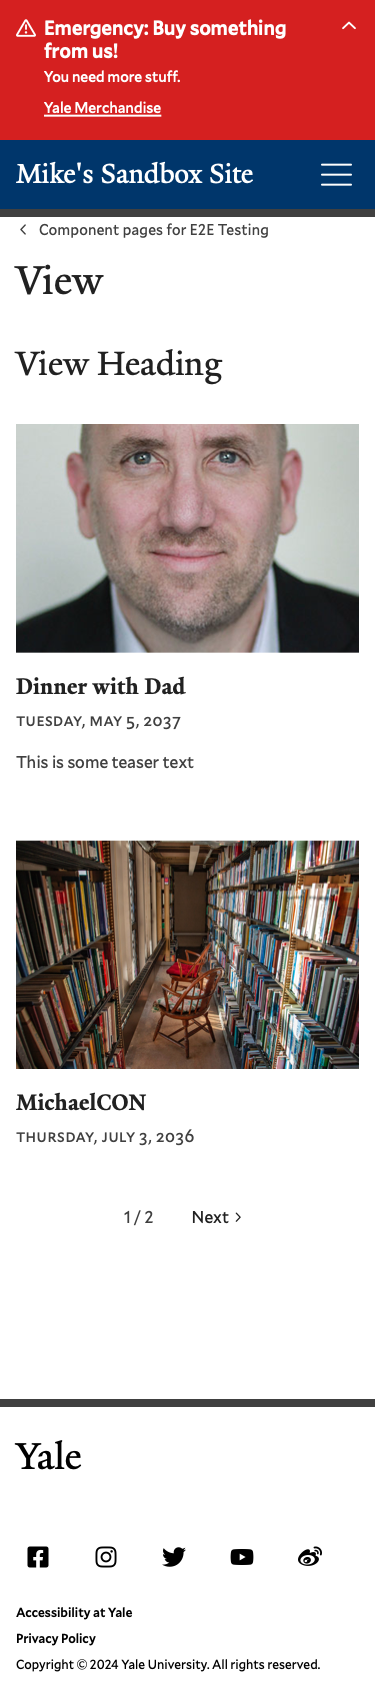 Emergency: Buy something
from us!
You need more stuff.
Yale Merchandise
Mike's Sandbox Site
Component pages for E2E Testing
View
View Heading
Dinner with Dad
TUESDAY, MAY 5, 2037
This is some teaser text
MichaelCON
THURSDAY, JULY 3, 2036
1 / 2 Next
Yale
Accessibility at Yale
Privacy Policy
Copyright © 2024 Yale University. All rights reserved.